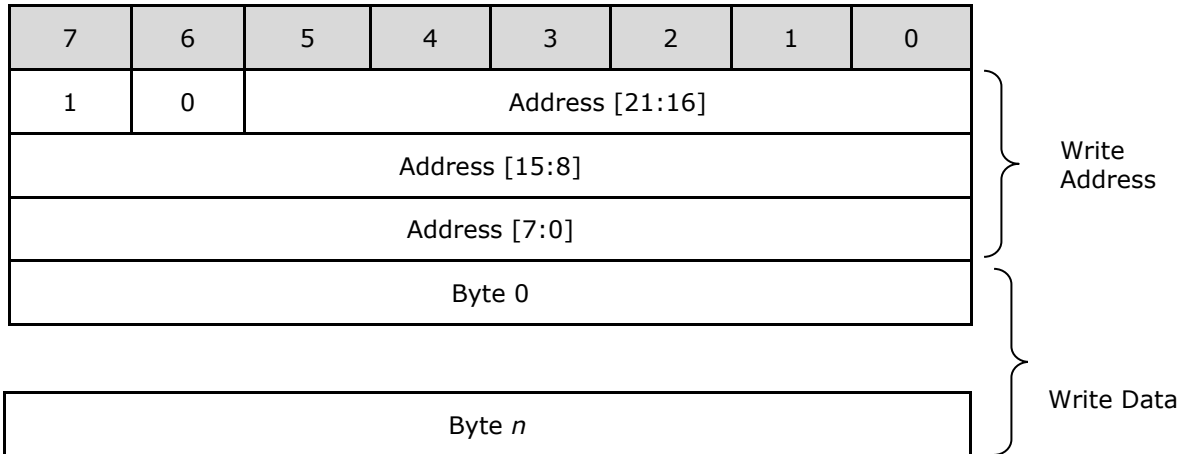 7 6 5 4 3 2 1 0
1 0 Address [21:16]
Address [15:8]
Write
Address
Address [7:0]
Byte 0
Write Data
Byte n